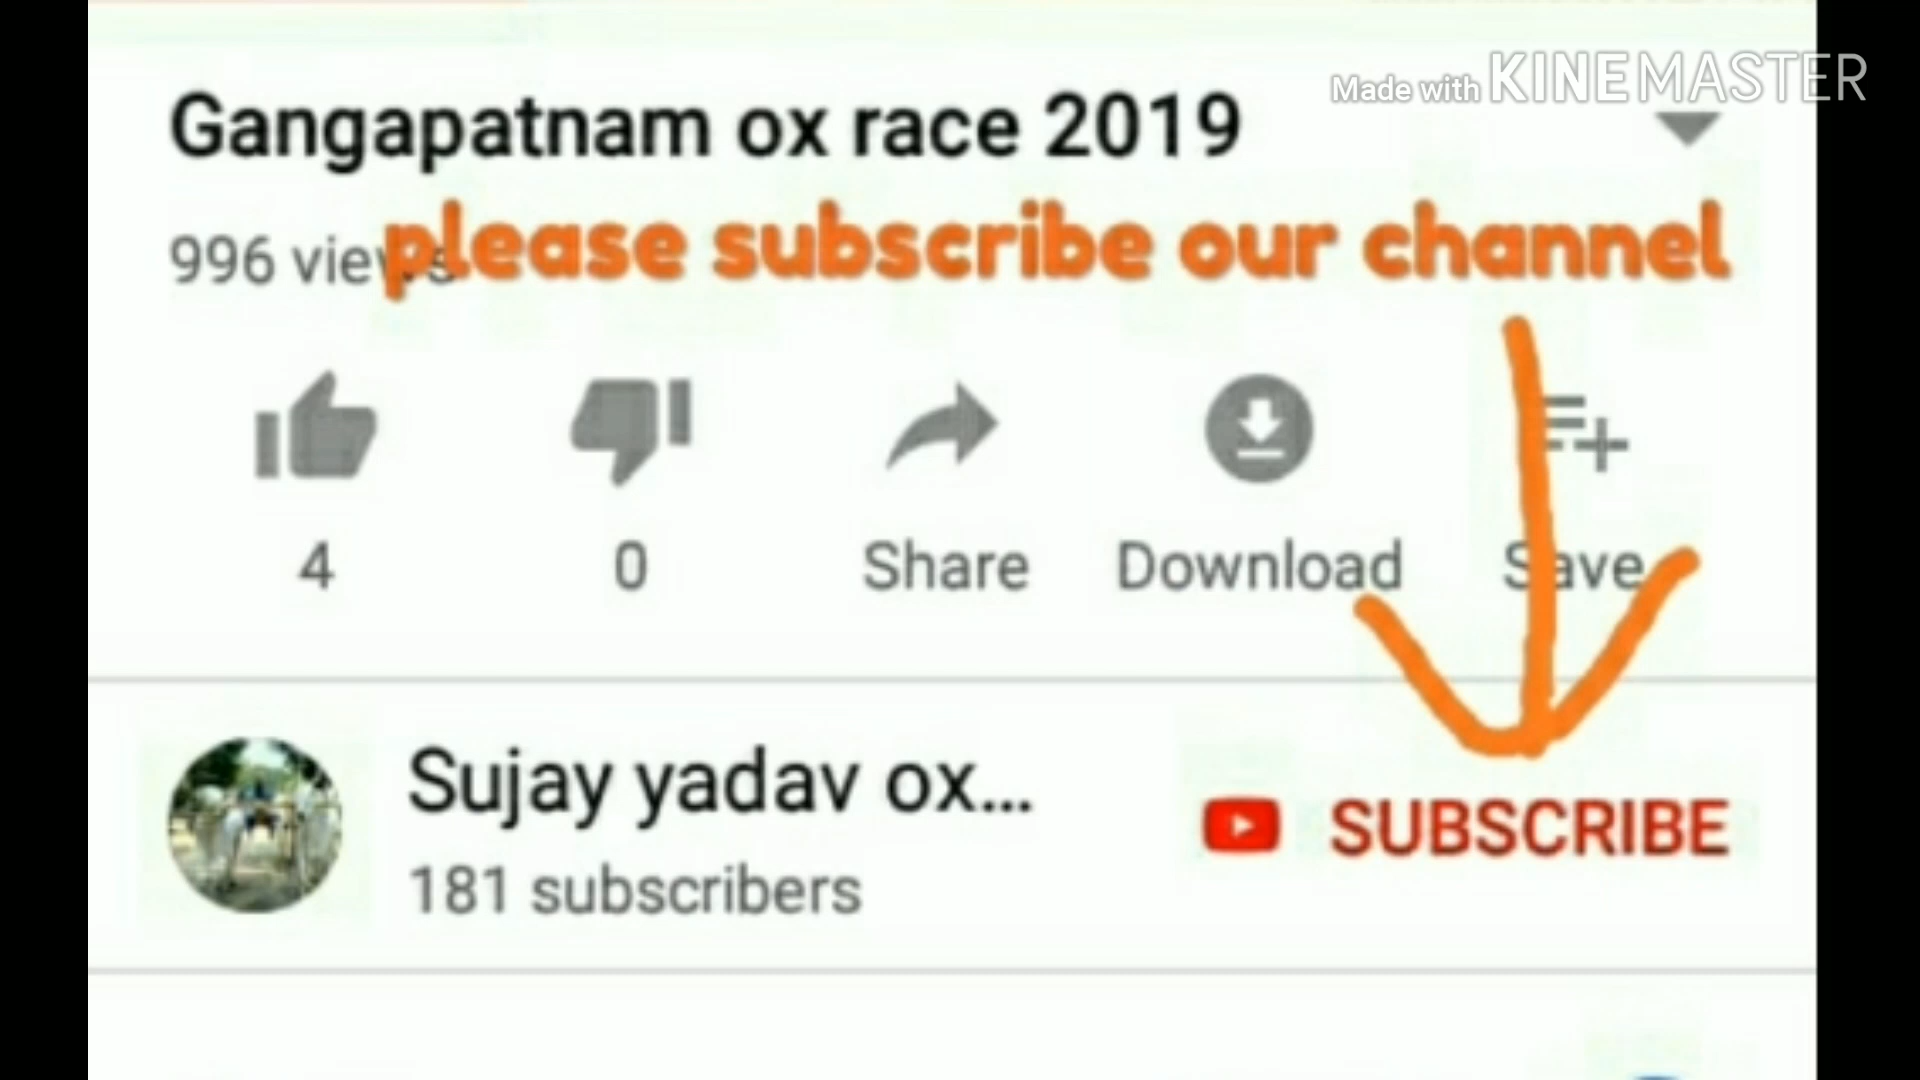 Made with KINEMASTER
Gangapatnam ox race 2019
996 views
please subscribe our channel
4
0
Share
Download
Save
Sujay yadav ox...
181 subscribers
SUBSCRIBE